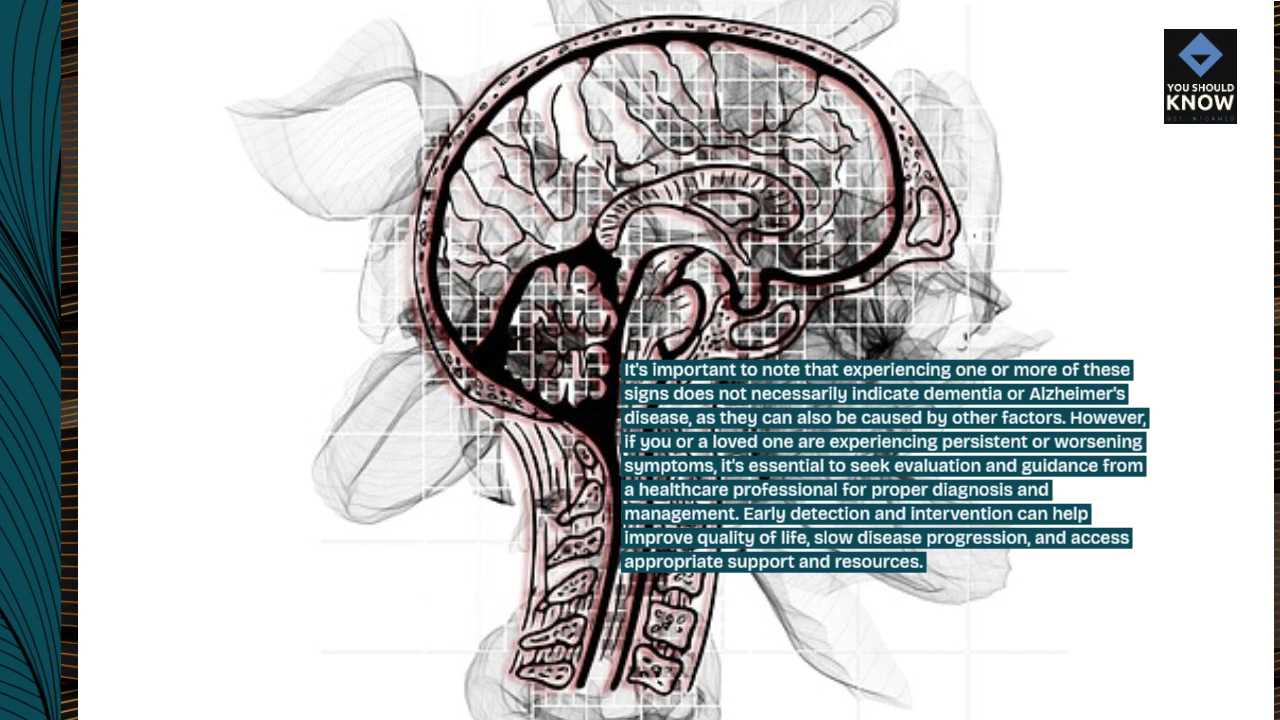 YOU SHOULD
KNOW
GET INFORMED
It's important to note that experiencing one or more of these
signs does not necessarily indicate dementia or Alzheimer's
disease, as they can also be caused by other factors. However,
if you or a loved one are experiencing persistent or worsening
symptoms, it's essential to seek evaluation and guidance from
a healthcare professional for proper diagnosis and
management. Early detection and intervention can help
improve quality of life, slow disease progression, and access
appropriate support and resources.